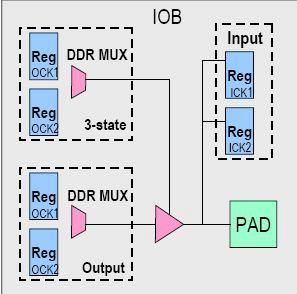 IOB
DDR MUX
Reg
OCK1
Reg
OCK2
3-state
Input
Reg
ICK1
Reg
ICK2
DDR MUX
Reg
OCK1
Reg
OCK2
Output
PAD